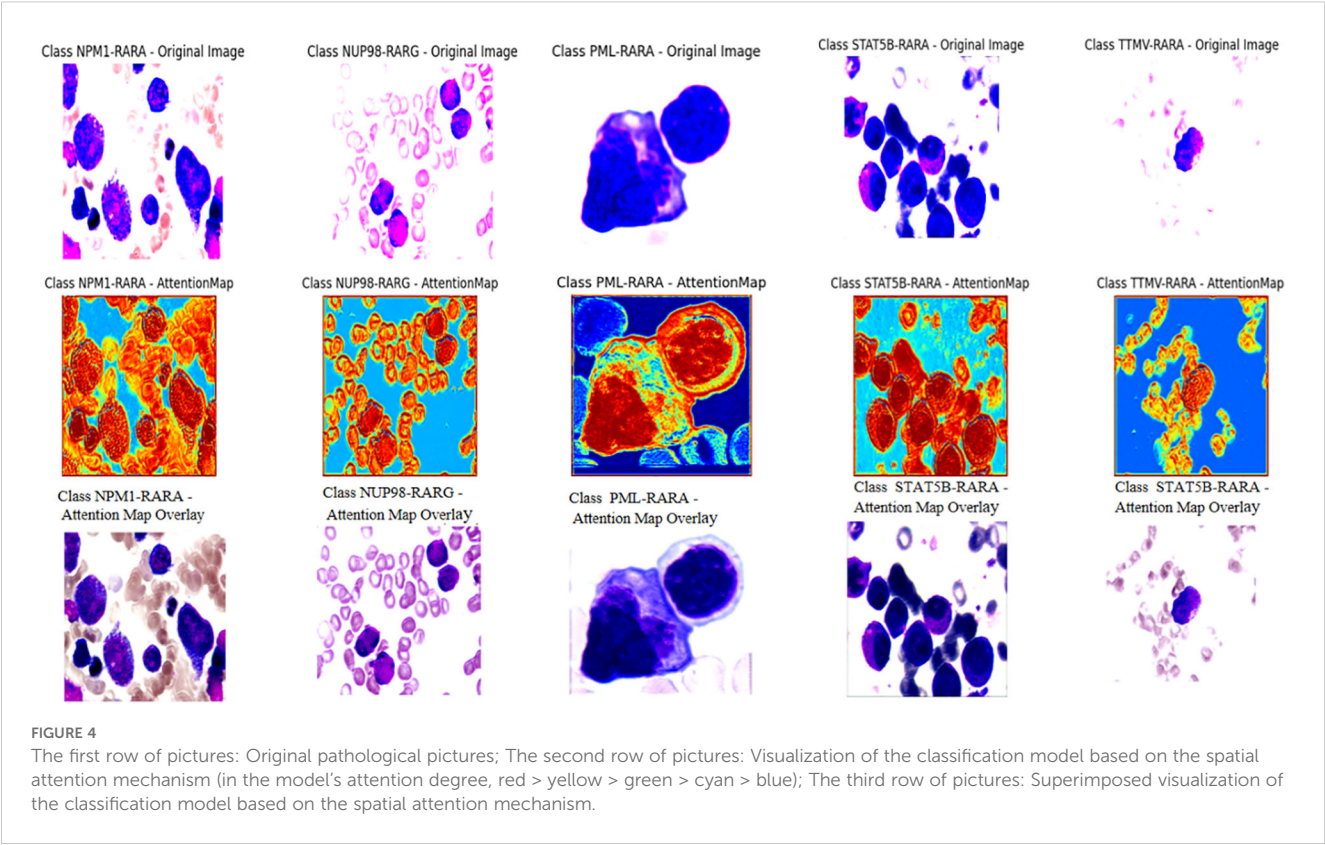 Class NPM1-RARA - Original Image
Class NUP98-RARG - Original Image
Class PML-RARA - Original Image
Class STAT5B-RARA - Original Image
Class TTMV-RARA - Original Image
Class NPM1-RARA - AttentionMap
Class NUP98-RARG - AttentionMap
Class PML-RARA - AttentionMap
Class STAT5B-RARA - AttentionMap
Class TTMV-RARA - AttentionMap
Class NPM1-RARA -
Attention Map Overlay
Class NUP98-RARG -
Attention Map Overlay
Class PML-RARA -
Attention Map Overlay
Class STAT5B-RARA -
Attention Map Overlay
Class STAT5B-RARA -
Attention Map Overlay
FIGURE 4
The first row of pictures: Original pathological pictures; The second row of pictures: Visualization of the classification model based on the spatial
attention mechanism (in the model's attention degree, red > yellow > green > cyan > blue); The third row of pictures: Superimposed visualization of
the classification model based on the spatial attention mechanism.